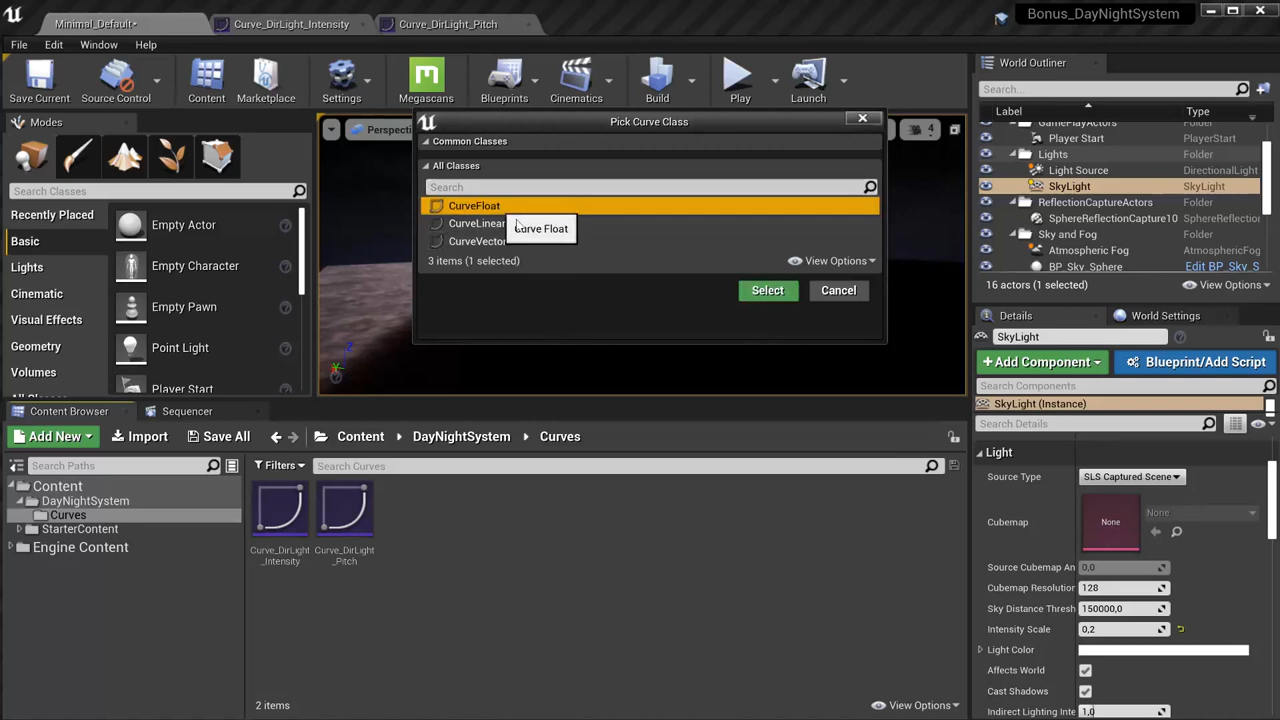 Minimal_Default*
Curve_DirLight_Intensity
Curve_DirLight_Pitch
Bonus_DayNightSystem
File Edit Window Help
World Outliner
Save Current
Source Control
Content
Marketplace
Settings
Megascans
Blueprints
Cinematics
Build
Play
Launch
Search...
Label
Type
GamePlayActors
Folder
Player Start
PlayerStart
Lights
Folder
Light Source
DirectionalLight
SkyLight
SkyLight
ReflectionCaptureActors
Folder
SphereReflectionCapture10
SphereReflectionCapt
Sky and Fog
Folder
Atmospheric Fog
AtmosphericFog
BP_Sky_Sphere
Edit BP_Sky_S
16 actors (1 selected)
View Options
Modes
Perspecti
4
Search Classes
Recently Placed
Basic
Lights
Cinematic
Visual Effects
Geometry
Volumes
Empty Actor
Empty Character
Empty Pawn
Point Light
Player Start
Pick Curve Class
Common Classes
All Classes
Search
CurveFloat
CurveLinear
CurveVector
Curve Float
3 items (1 selected)
View Options
Select
Cancel
Details
World Settings
SkyLight
+Add Component
Blueprint/Add Script
Search Components
SkyLight (Instance)
Search Details
Light
Source Type
SLS Captured Scene
Cubemap
None
None
Source Cubemap An
0,0
Cubemap Resolution
128
Sky Distance Thresh
150000,0
Intensity Scale
0,2
Light Color
Affects World
Cast Shadows
Indirect Lighting Inte
1,0
Content Browser
Sequencer
Add New
Import
Save All
Content
DayNightSystem
Curves
Search Paths
Filters
Search Curves
Content
DayNightSystem
Curves
StarterContent
Engine Content
Curve_DirLight
_Intensity
Curve_DirLight
_Pitch
2 items
View Options